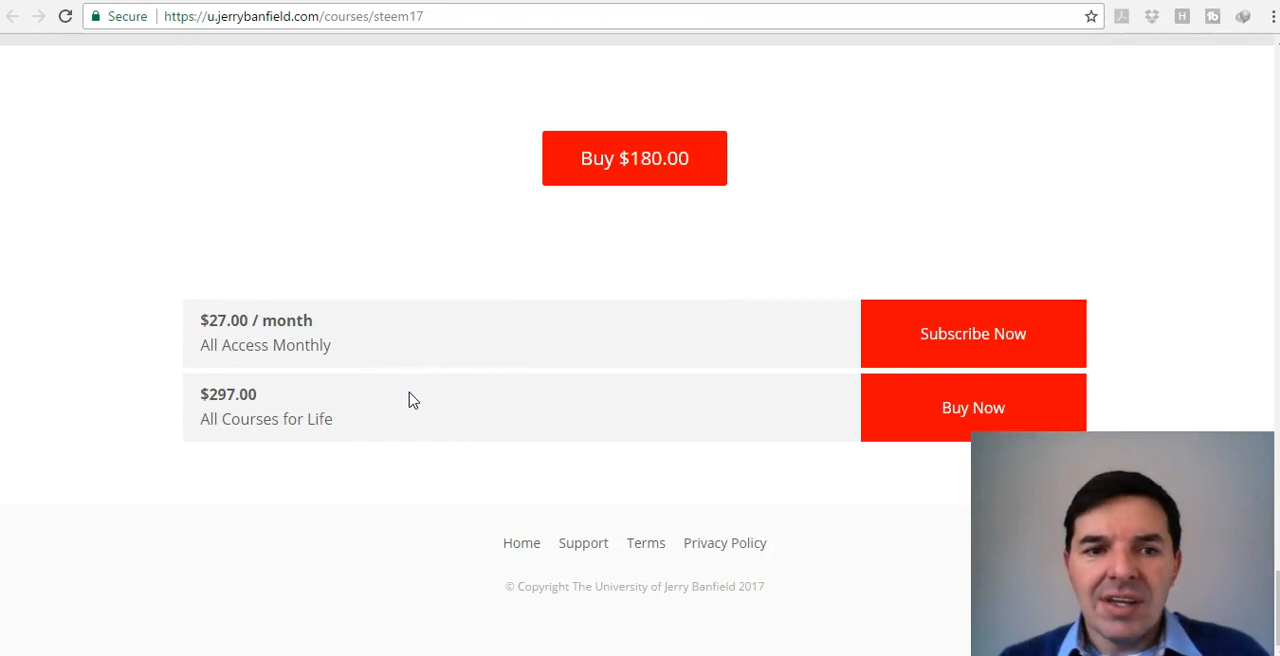 Secure
https://u.jerrybanfield.com/courses/steem17
Buy $180.00
$27.00 / month
All Access Monthly
Subscribe Now
$297.00
All Courses for Life
Buy Now
Home Support Terms Privacy Policy
© Copyright The University of Jerry Banfield 2017